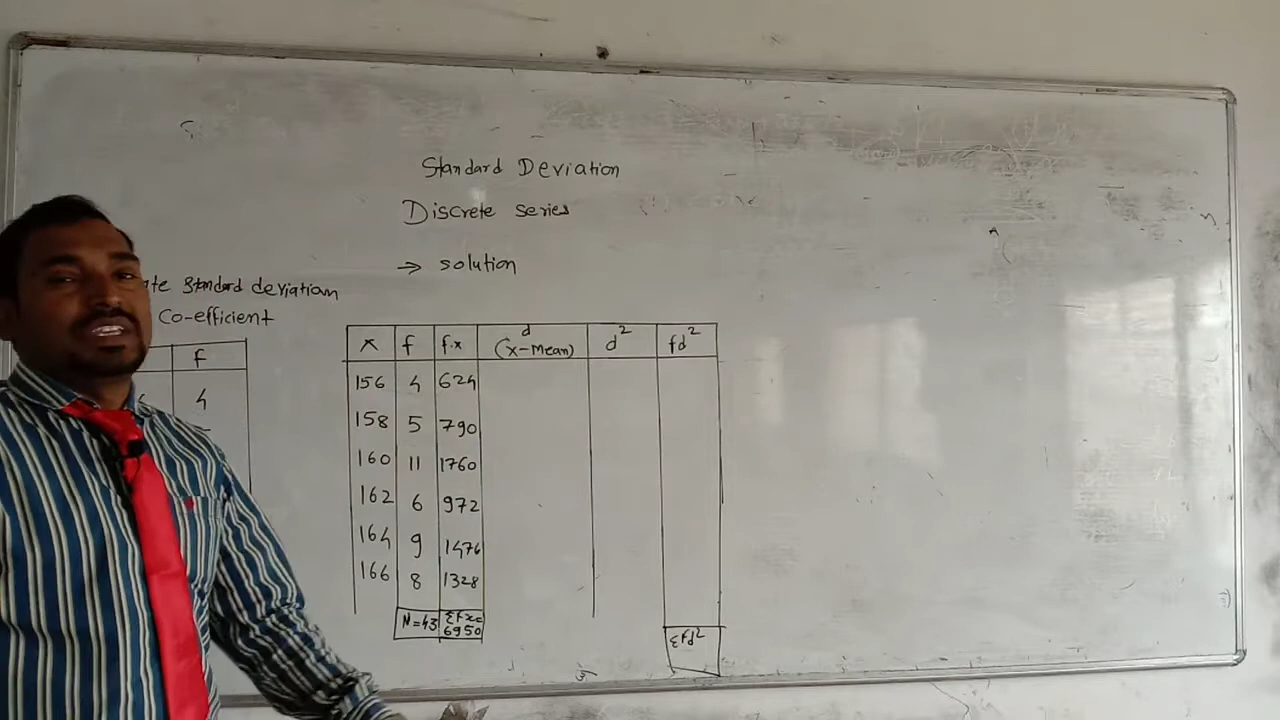 Standard Deviation
Discrete series
→ solution
ate Standard deviation
Co-efficient
f
4
x f f.x d (x-Mean) d² fd²
156 4 624
158 5 790
160 11 1760
162 6 972
164 9 1476
166 8 1328
N=43 Σfx= 6950 Σfd²